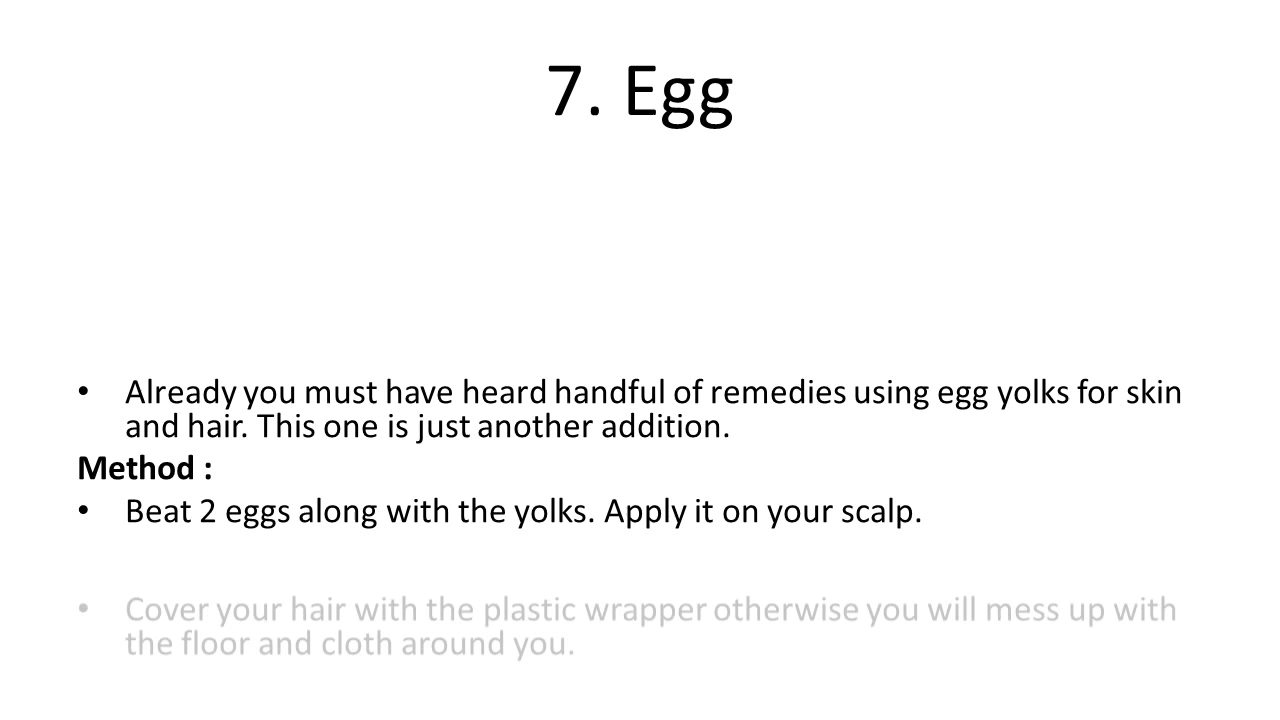 7. Egg
• Already you must have heard handful of remedies using egg yolks for skin
and hair. This one is just another addition.
Method :
• Beat 2 eggs along with the yolks. Apply it on your scalp.
• Cover your hair with the plastic wrapper otherwise you will mess up with
the floor and cloth around you.